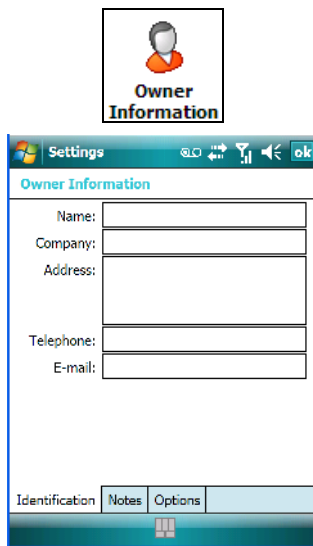 Owner
Information
Settings ok
Owner Information
Name:
Company:
Address:
Telephone:
E-mail:
Identification Notes Options